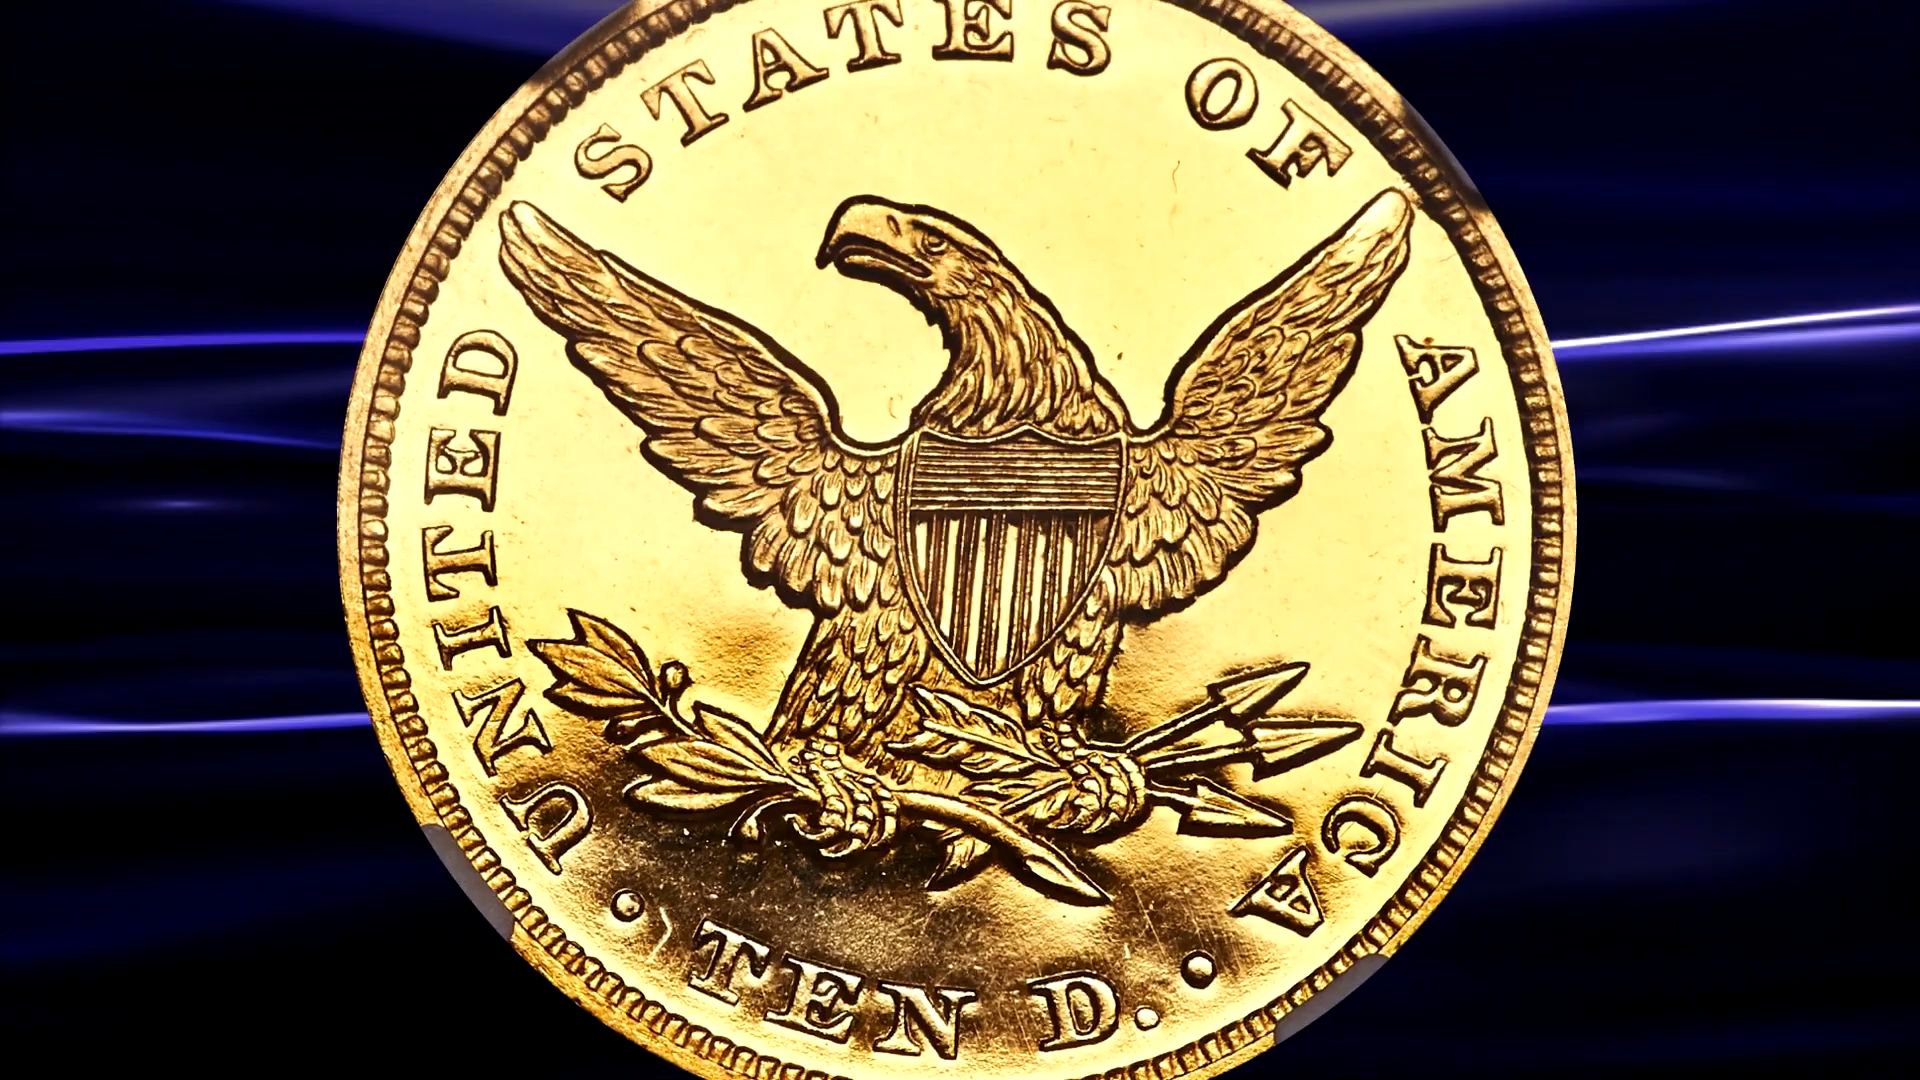 UNITED STATES OF AMERICA
· TEN D. ·